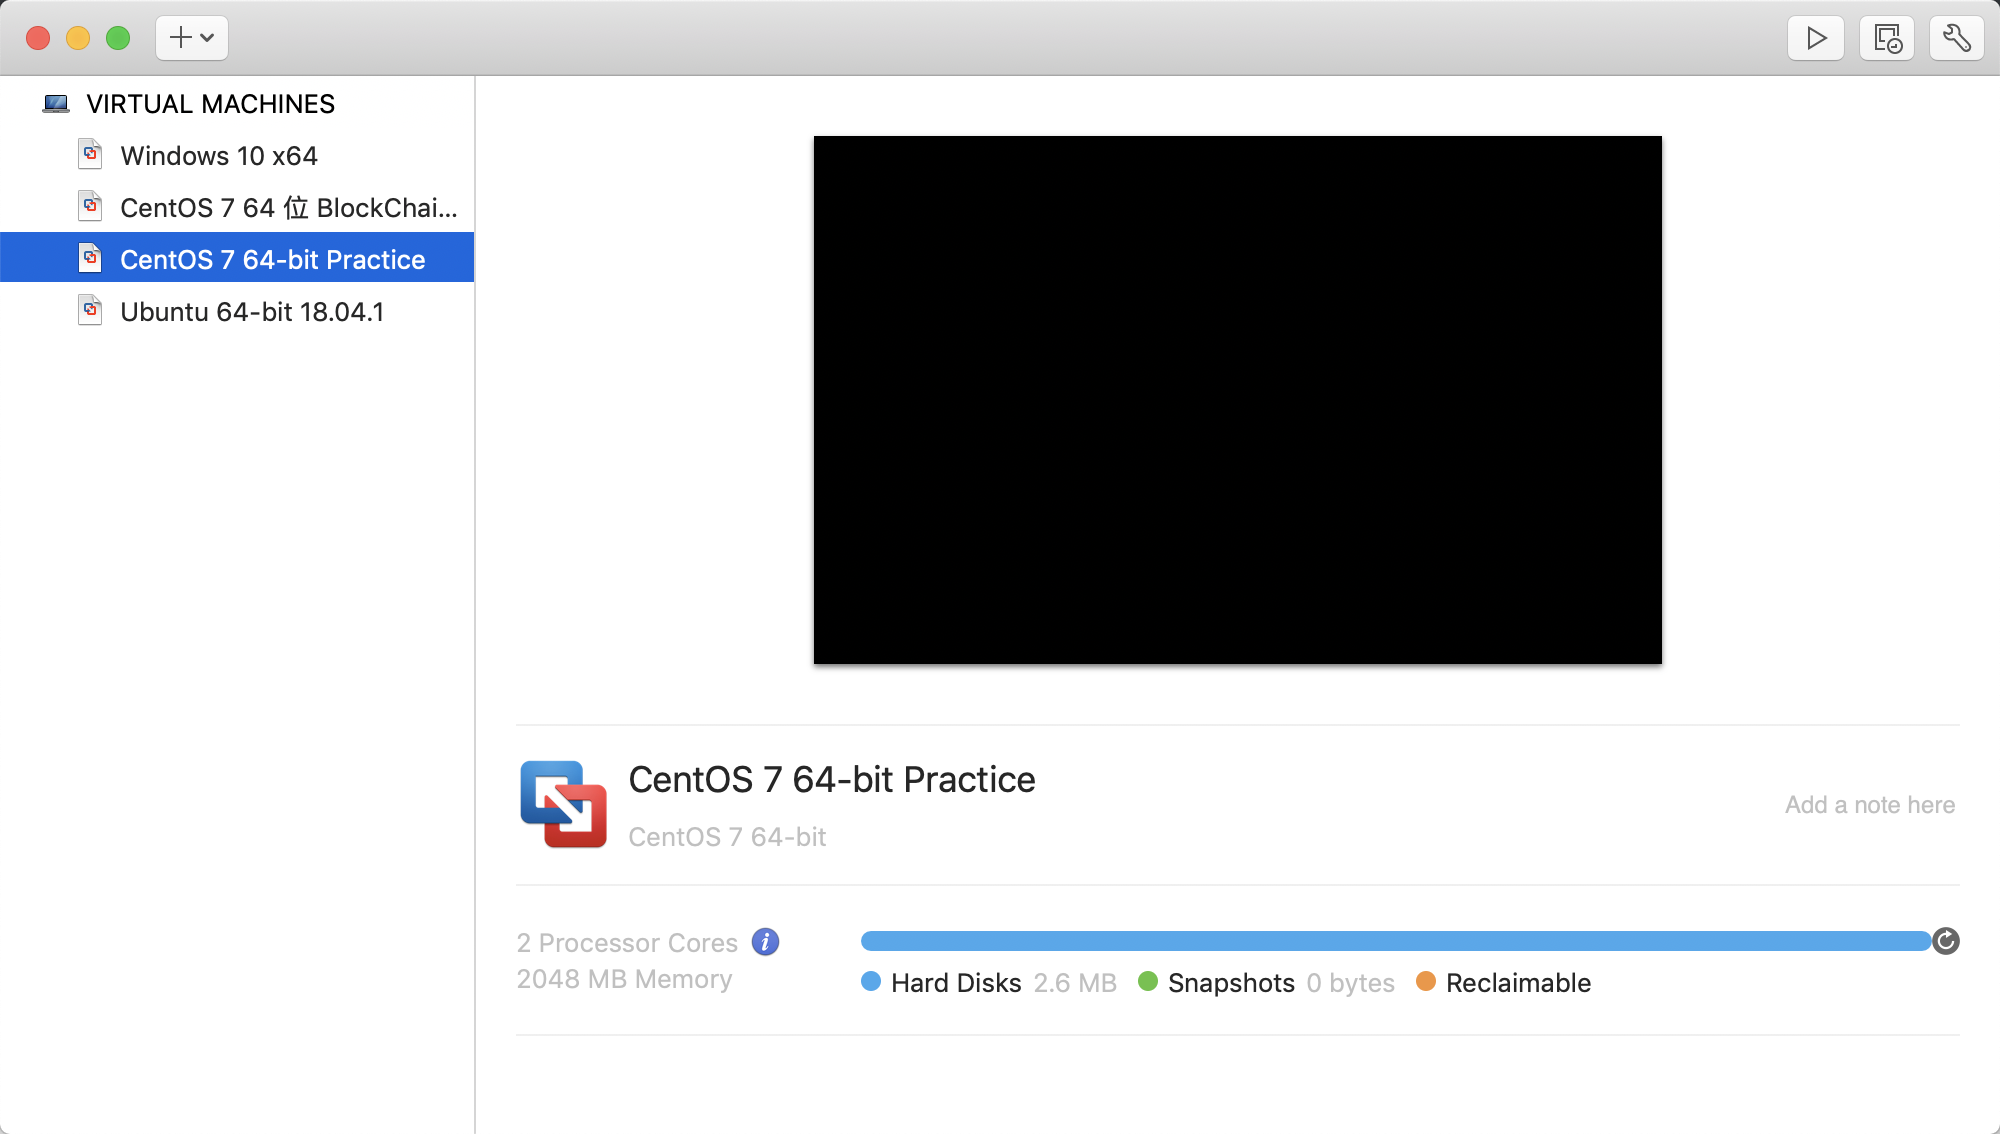 VIRTUAL MACHINES
Windows 10 x64
CentOS 7 64 位 BlockChai...
CentOS 7 64-bit Practice
Ubuntu 64-bit 18.04.1
CentOS 7 64-bit Practice
CentOS 7 64-bit
Add a note here
2 Processor Cores
2048 MB Memory
Hard Disks 2.6 MB Snapshots 0 bytes Reclaimable